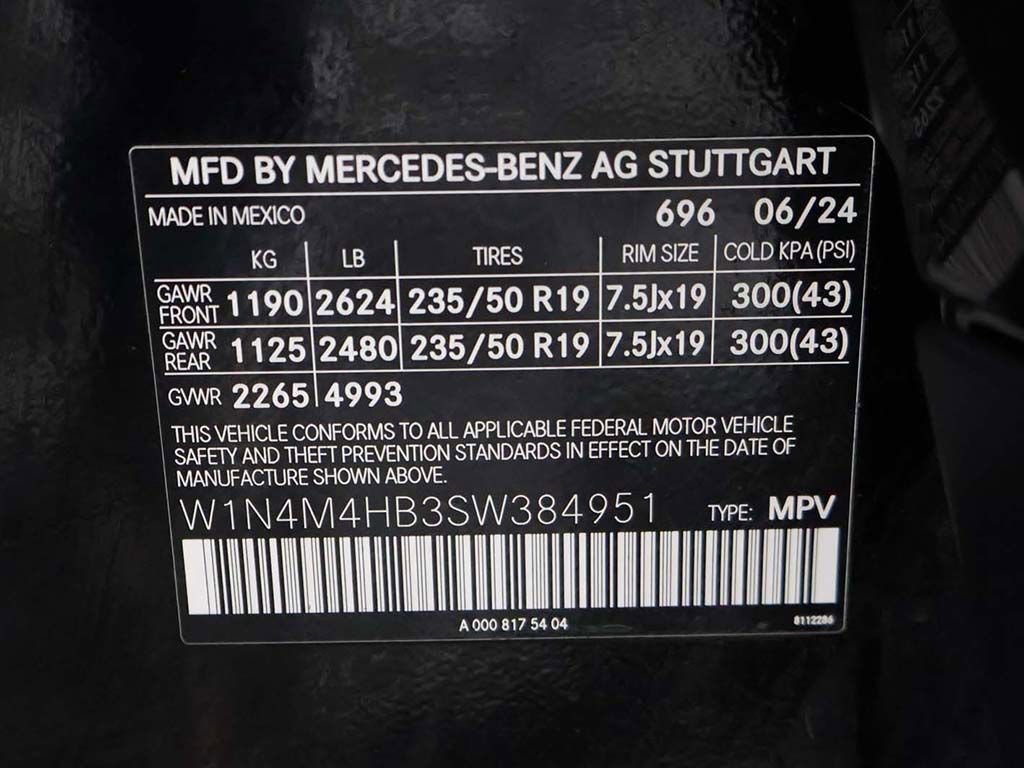 MFD BY MERCEDES-BENZ AG STUTTGART
MADE IN MEXICO 696 06/24
KG LB TIRES RIM SIZE COLD KPA (PSI)
GAWR FRONT 1190 2624 235/50 R19 7.5Jx19 300(43)
GAWR REAR 1125 2480 235/50 R19 7.5Jx19 300(43)
GVWR 2265 4993
THIS VEHICLE CONFORMS TO ALL APPLICABLE FEDERAL MOTOR VEHICLE
SAFETY AND THEFT PREVENTION STANDARDS IN EFFECT ON THE DATE OF
MANUFACTURE SHOWN ABOVE.
W1N4M4HB3SW384951 TYPE: MPV
A 000 817 54 04 8112286